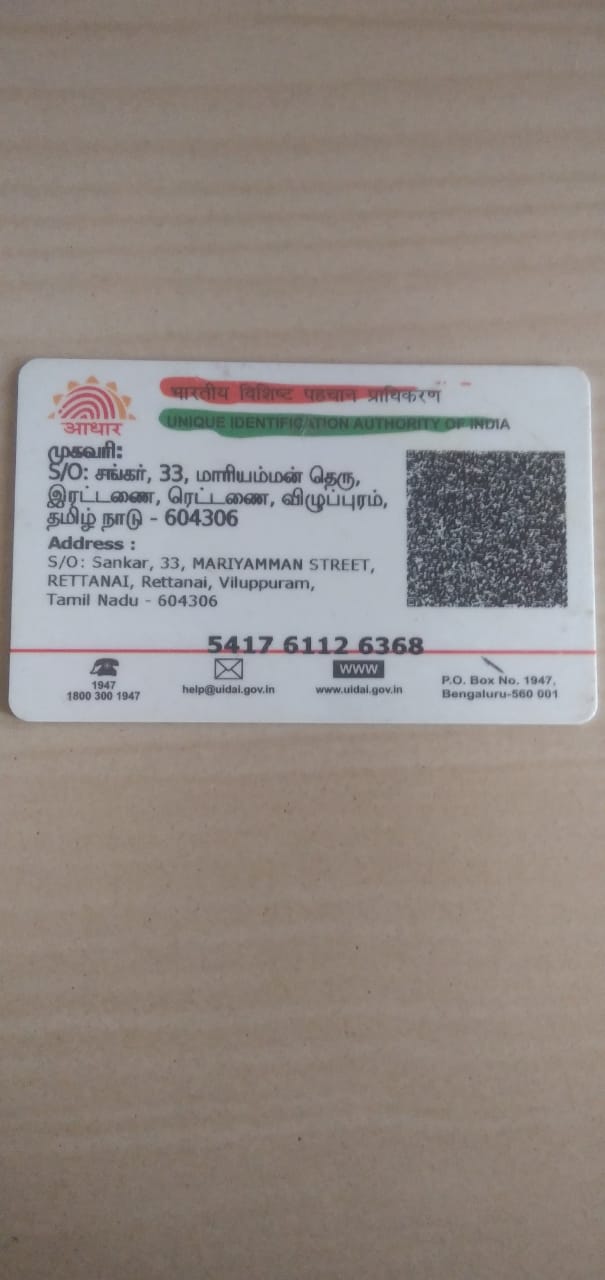 आधार
भारतीय विशिष्ट पहचान प्राधिकरण
UNIQUE IDENTIFICATION AUTHORITY OF INDIA
முகவரி:
S/O: சங்கர், 33, மாரியம்மன் தெரு,
இரட்டணை, ரெட்டணை, விழுப்புரம்,
தமிழ் நாடு - 604306
Address :
S/O: Sankar, 33, MARIYAMMAN STREET,
RETTANAI, Rettanai, Viluppuram,
Tamil Nadu - 604306
5417 6112 6368
1947
1800 300 1947
help@uidai.gov.in
WWW
www.uidai.gov.in
P.O. Box No. 1947,
Bengaluru-560 001